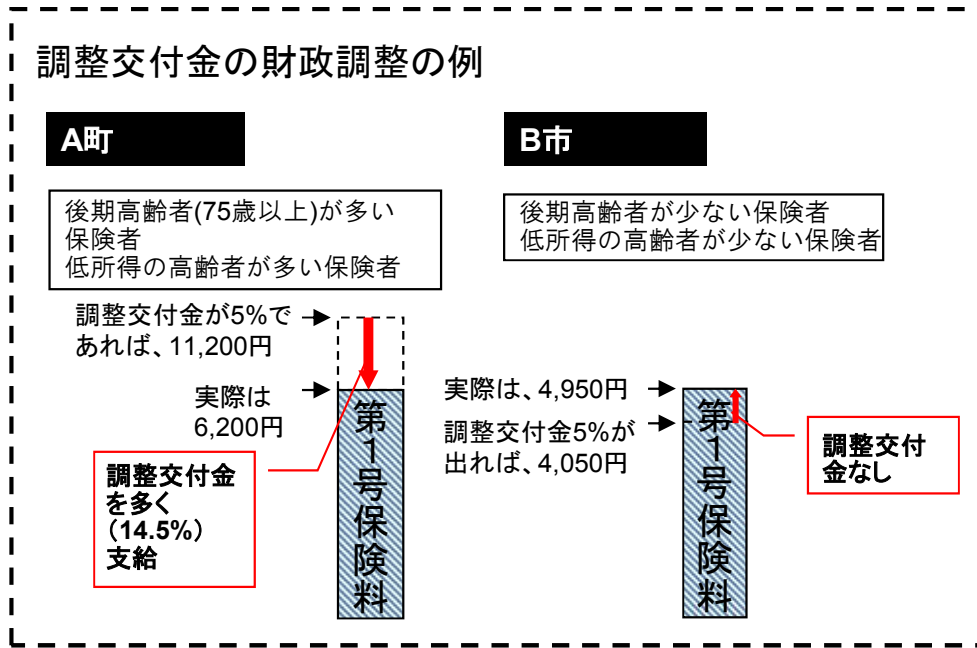 調整交付金の財政調整の例
A町
後期高齢者(75歳以上)が多い
保険者
低所得の高齢者が多い保険者
調整交付金が5%で
あれば、11,200円
実際は
6,200円
調整交付金
を多く
（14.5%）
支給
第1号保険料
B市
後期高齢者が少ない保険者
低所得の高齢者が少ない保険者
実際は、4,950円
調整交付金5%が
出れば、4,050円
第1号保険料
調整交付
金なし